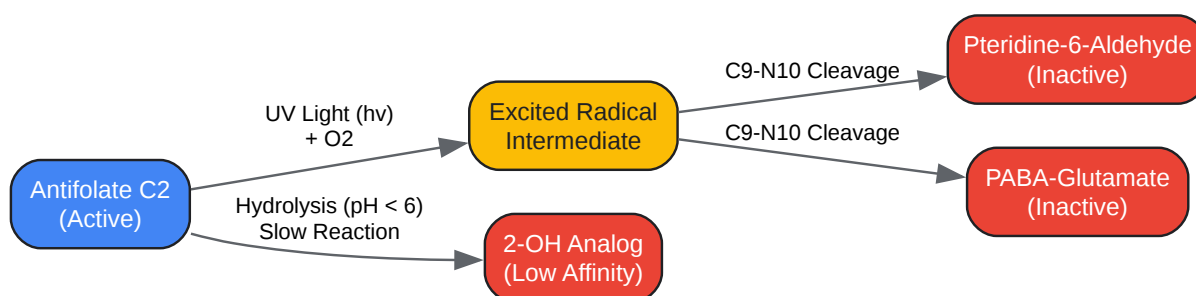 Antifolate C2
(Active)
UV Light (hv)
+ O2
Hydrolysis (pH < 6)
Slow Reaction
Excited Radical
Intermediate
2-OH Analog
(Low Affinity)
C9-N10 Cleavage
C9-N10 Cleavage
Pteridine-6-Aldehyde
(Inactive)
PABA-Glutamate
(Inactive)